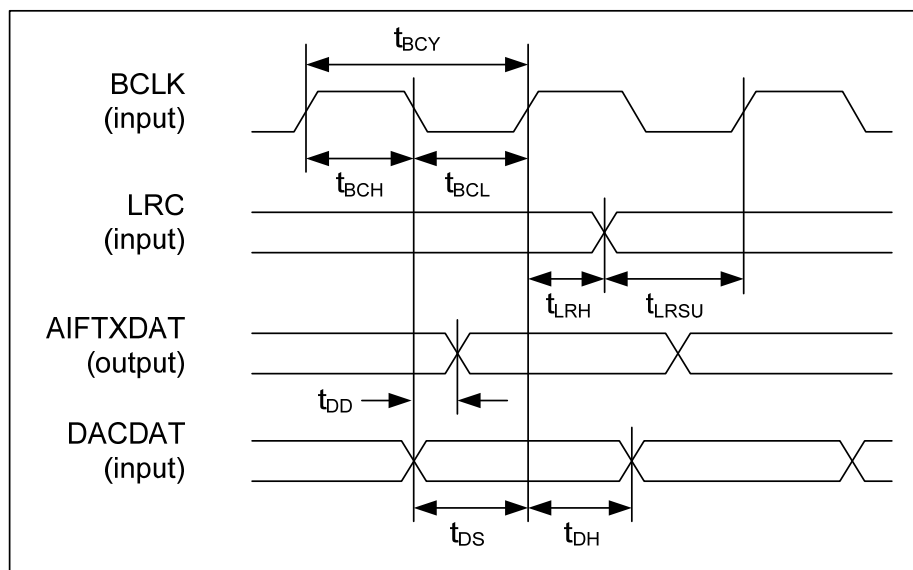 tBCY
BCLK
(input)
tBCH
tBCL
LRC
(input)
tLRH
tLRSU
AIFTXDAT
(output)
tDD
DACDAT
(input)
tDS
tDH